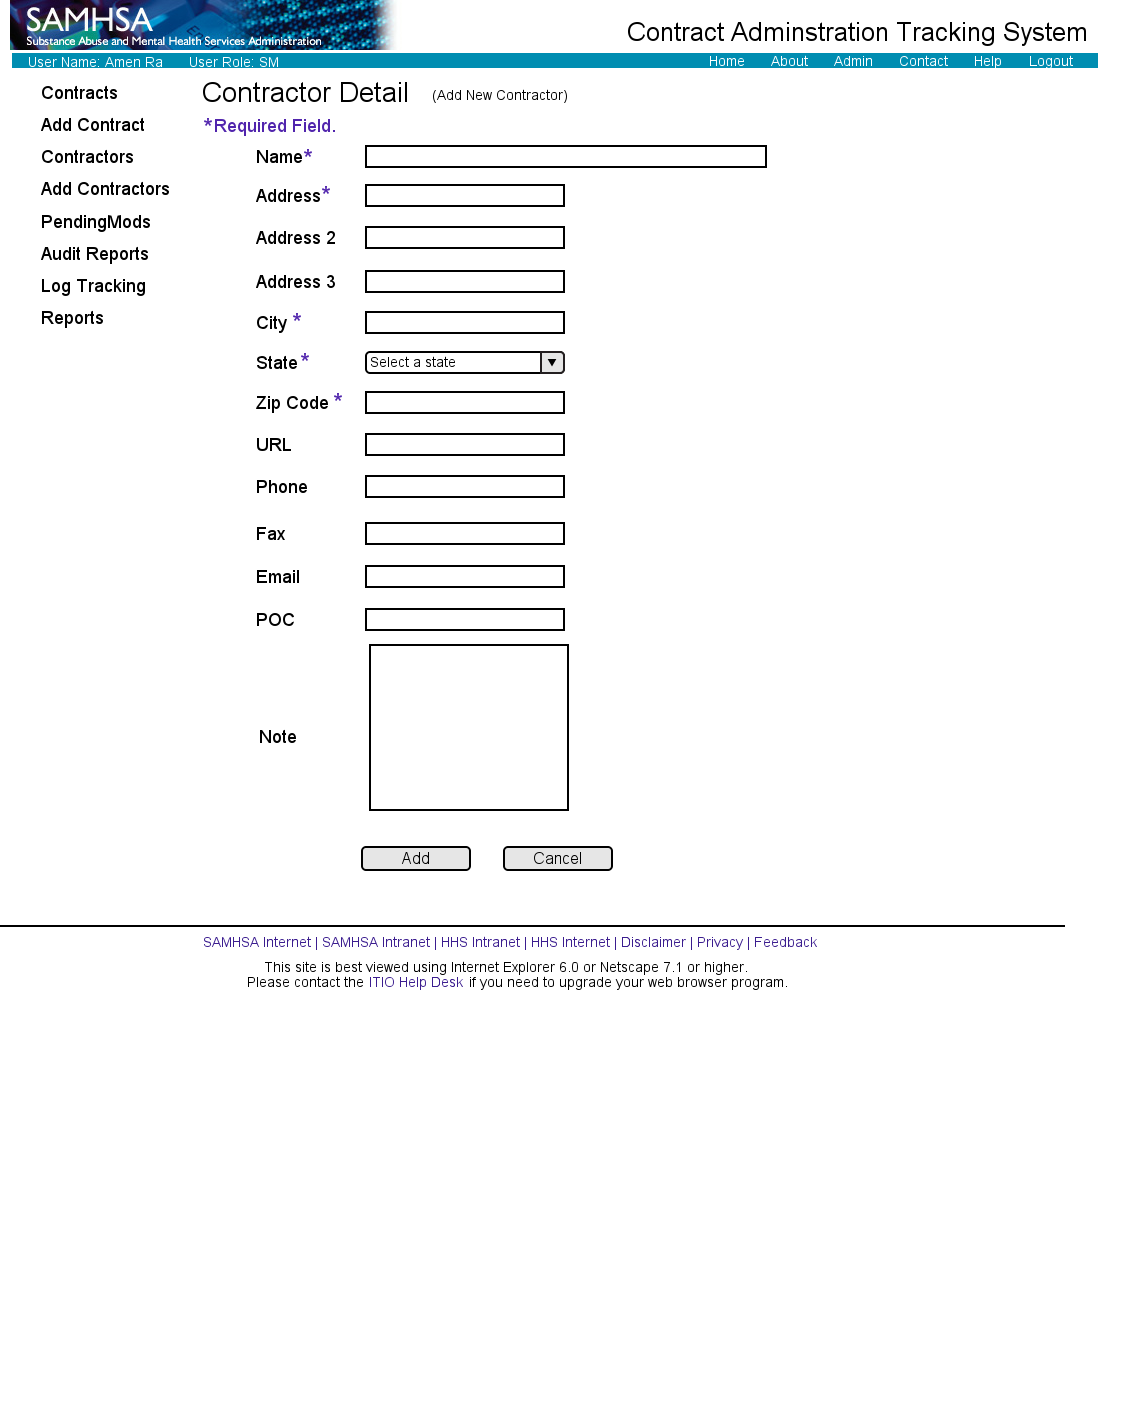 SAMHSA
Substance Abuse and Mental Health Services Administration
Contract Adminstration Tracking System
User Name: Amen Ra User Role: SM Home About Admin Contact Help Logout
Contracts
Add Contract
Contractors
Add Contractors
PendingMods
Audit Reports
Log Tracking
Reports
Contractor Detail (Add New Contractor)
*Required Field.
Name*
Address*
Address 2
Address 3
City *
State * Select a state
Zip Code *
URL
Phone
Fax
Email
POC
Note
Add Cancel
SAMHSA Internet | SAMHSA Intranet | HHS Intranet | HHS Internet | Disclaimer | Privacy | Feedback
This site is best viewed using Internet Explorer 6.0 or Netscape 7.1 or higher.
Please contact the ITIO Help Desk if you need to upgrade your web browser program.